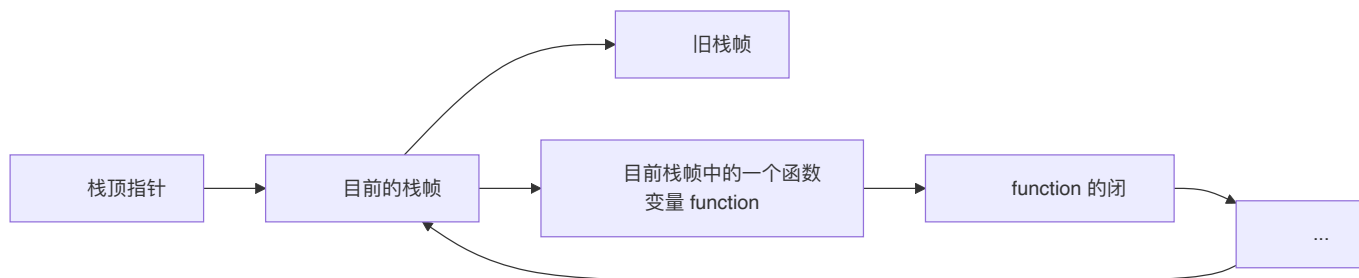 旧栈帧
栈顶指针
目前的栈帧
目前栈帧中的一个函数
变量 function
function 的闭
...